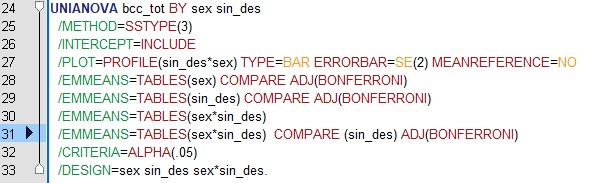 24 UNIANOVA bcc_tot BY sex sin_des
25 /METHOD=SSTYPE(3)
26 /INTERCEPT=INCLUDE
27 /PLOT=PROFILE(sin_des*sex) TYPE=BAR ERRORBAR=SE(2) MEANREFERENCE=NO
28 /EMMEANS=TABLES(sex) COMPARE ADJ(BONFERRONI)
29 /EMMEANS=TABLES(sin_des) COMPARE ADJ(BONFERRONI)
30 /EMMEANS=TABLES(sex*sin_des)
31 /EMMEANS=TABLES(sex*sin_des)  COMPARE (sin_des) ADJ(BONFERRONI)
32 /CRITERIA=ALPHA(.05)
33 /DESIGN=sex sin_des sex*sin_des.